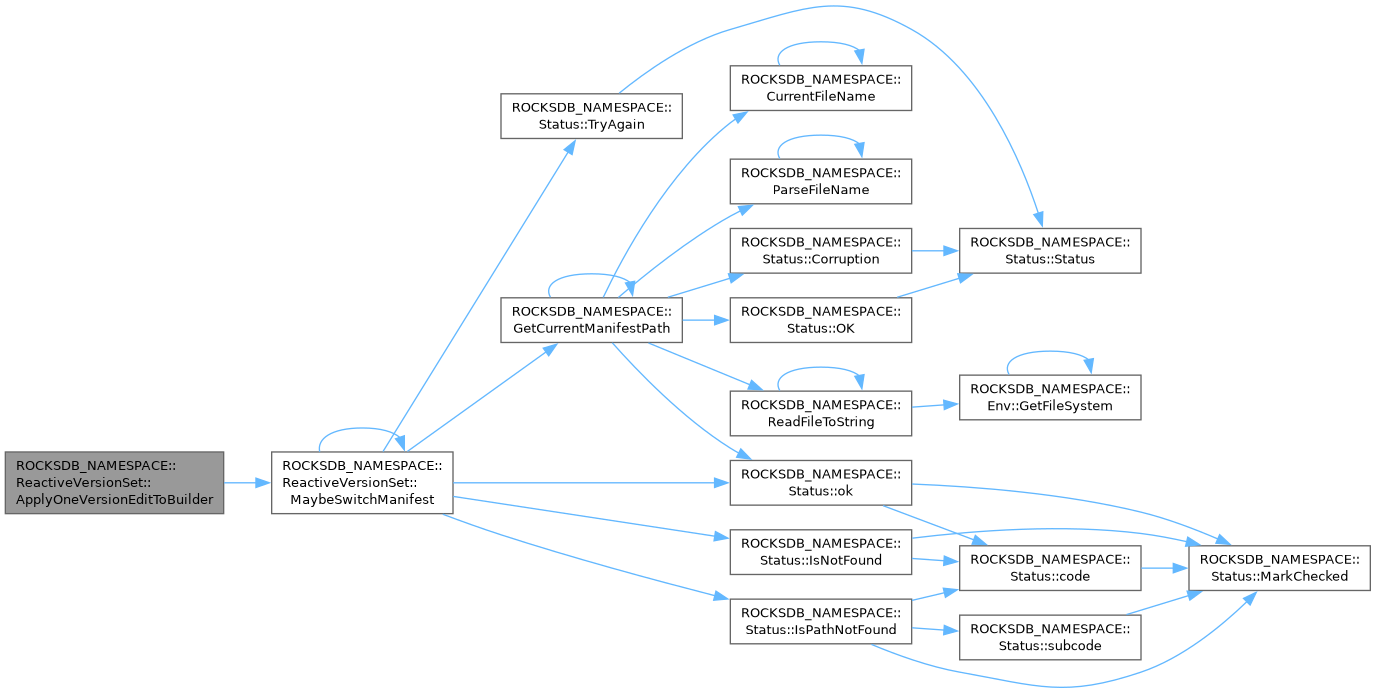 ROCKSDB_NAMESPACE::
ReactiveVersionSet::
ApplyOneVersionEditToBuilder
ROCKSDB_NAMESPACE::
ReactiveVersionSet::
MaybeSwitchManifest
ROCKSDB_NAMESPACE::
Status::TryAgain
ROCKSDB_NAMESPACE::
GetCurrentManifestPath
ROCKSDB_NAMESPACE::
CurrentFileName
ROCKSDB_NAMESPACE::
ParseFileName
ROCKSDB_NAMESPACE::
Status::Corruption
ROCKSDB_NAMESPACE::
Status::OK
ROCKSDB_NAMESPACE::
ReadFileToString
ROCKSDB_NAMESPACE::
Status::ok
ROCKSDB_NAMESPACE::
Status::IsNotFound
ROCKSDB_NAMESPACE::
Status::IsPathNotFound
ROCKSDB_NAMESPACE::
Status::Status
ROCKSDB_NAMESPACE::
Env::GetFileSystem
ROCKSDB_NAMESPACE::
Status::code
ROCKSDB_NAMESPACE::
Status::subcode
ROCKSDB_NAMESPACE::
Status::MarkChecked